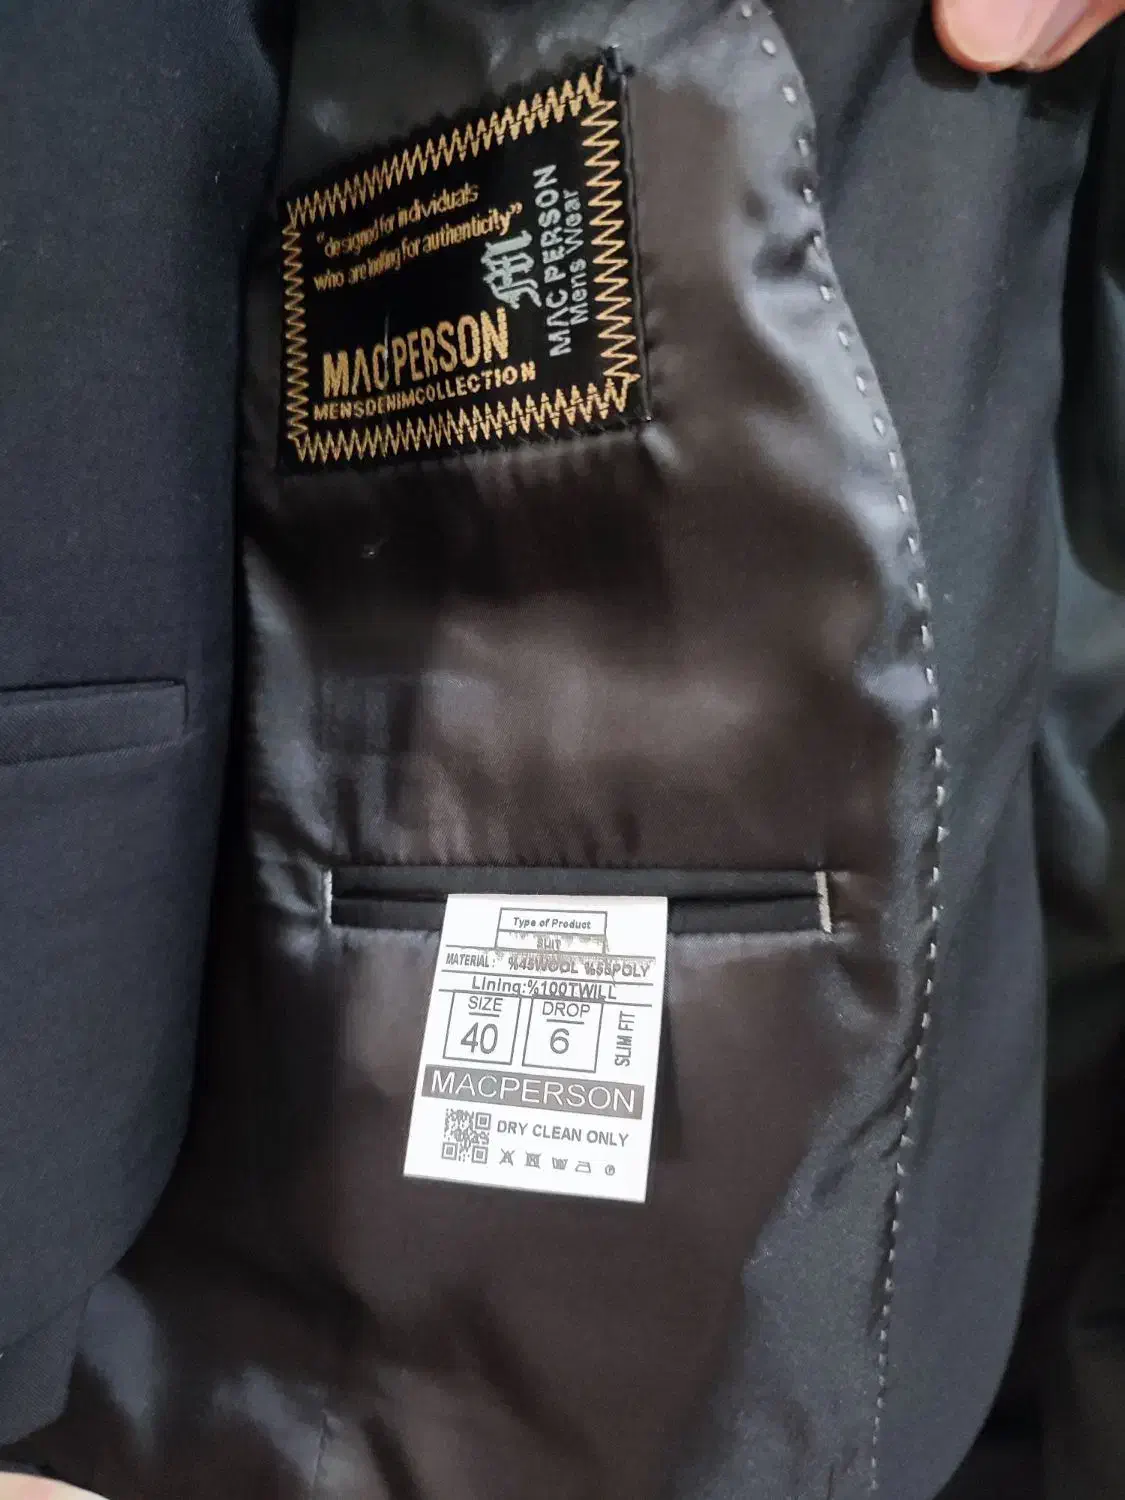 "designed for individuals
who are looking for authenticity"
MACPERSON
MENSDENIMCOLLECTION
M
MAC PERSON
Mens Wear
Type of Product
SUIT
MATERIAL: %45WOOL %55POLY
Lining:%100TWILL
SIZE
40
DROP
6
SLIM FIT
MACPERSON
DRY CLEAN ONLY